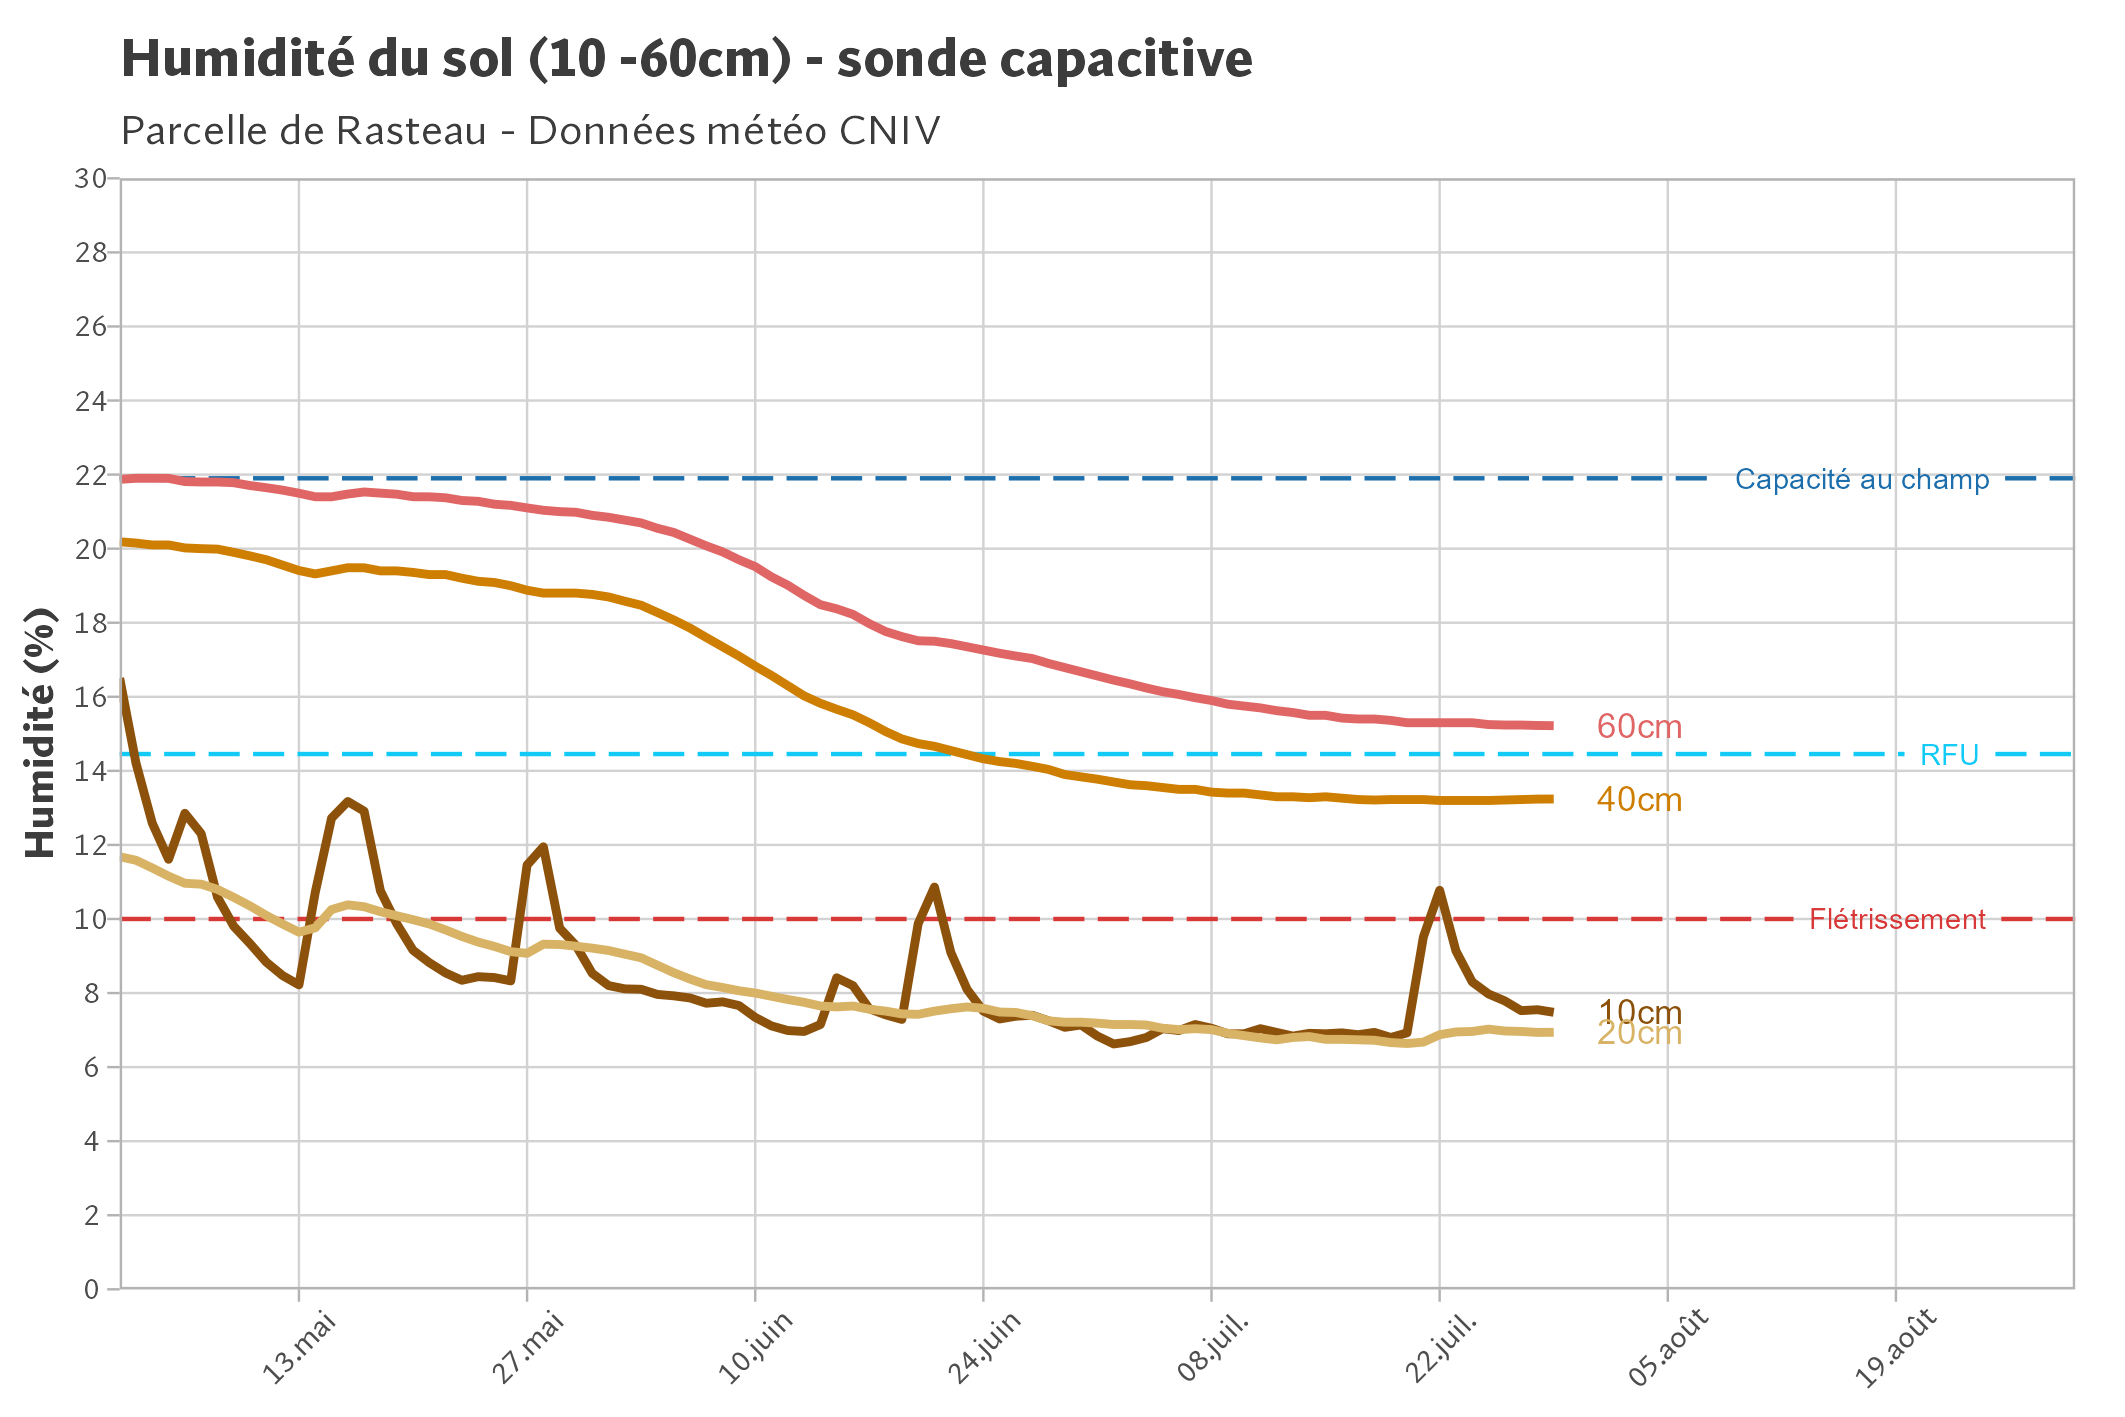 Humidité du sol (10 -60cm) - sonde capacitive
Parcelle de Rasteau - Données météo CNIV
Humidité (%)
30
28
26
24
22
20
18
16
14
12
10
8
6
4
2
0
Capacité au champ
60cm
RFU
40cm
Flétrissement
10cm
20cm
13.mai
27.mai
10.juin
24.juin
08.juil.
22.juil.
05.août
19.août